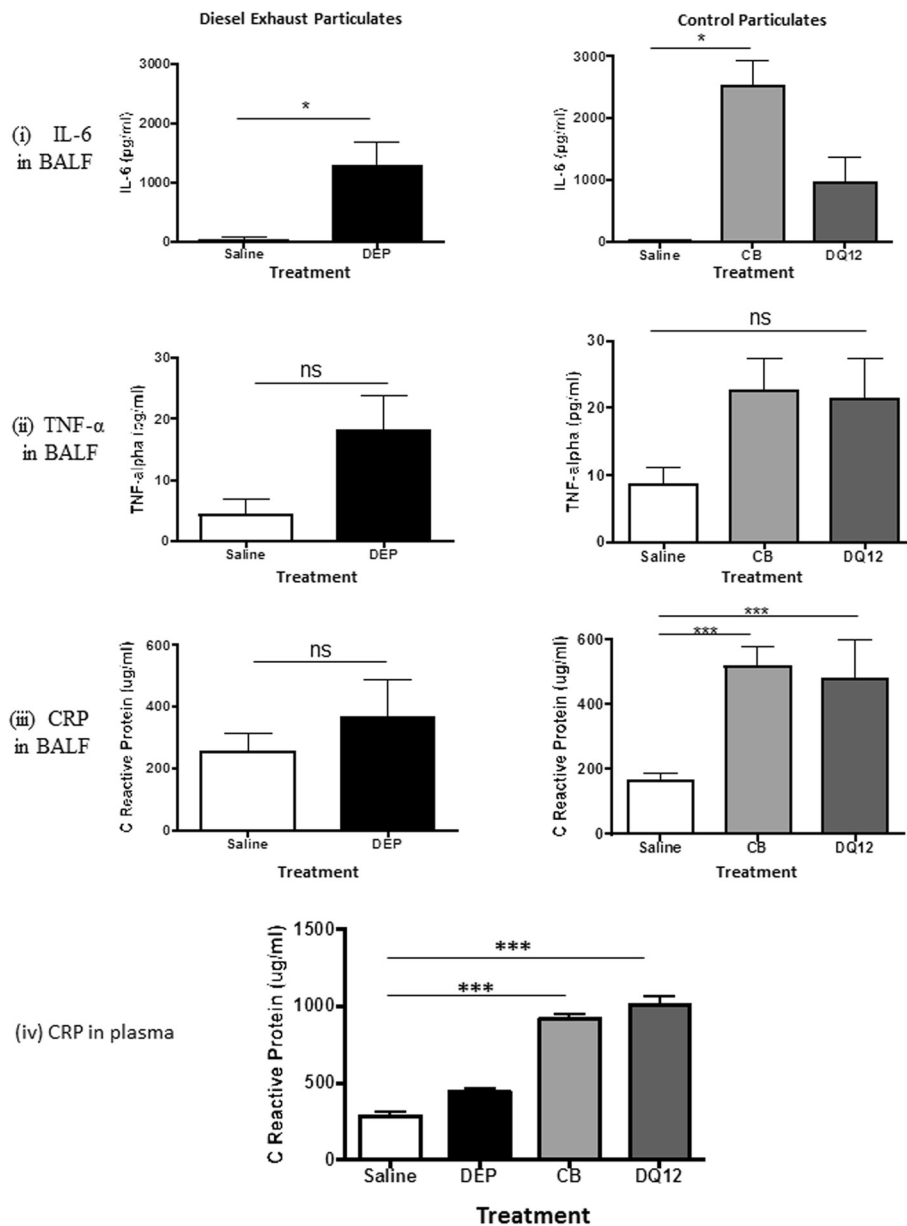 Diesel Exhaust Particulates
Control Particulates
(i) IL-6
in BALF
IL-6 (pg/ml)
3000
2000
1000
0
*
Saline
DEP
Treatment
IL-6 (pg/ml)
3000
2000
1000
0
*
Saline
CB
DQ12
Treatment
(ii) TNF-α
in BALF
TNF-alpha (pg/ml)
30
20
10
0
ns
Saline
DEP
Treatment
TNF-alpha (pg/ml)
30
20
10
0
ns
Saline
CB
DQ12
Treatment
(iii) CRP
in BALF
C Reactive Protein (ug/ml)
600
400
200
0
ns
Saline
DEP
Treatment
C Reactive Protein (ug/ml)
600
400
200
0
***
***
Saline
CB
DQ12
Treatment
(iv) CRP in plasma
C Reactive Protein (ug/ml)
1500
1000
500
0
***
***
Saline
DEP
CB
DQ12
Treatment